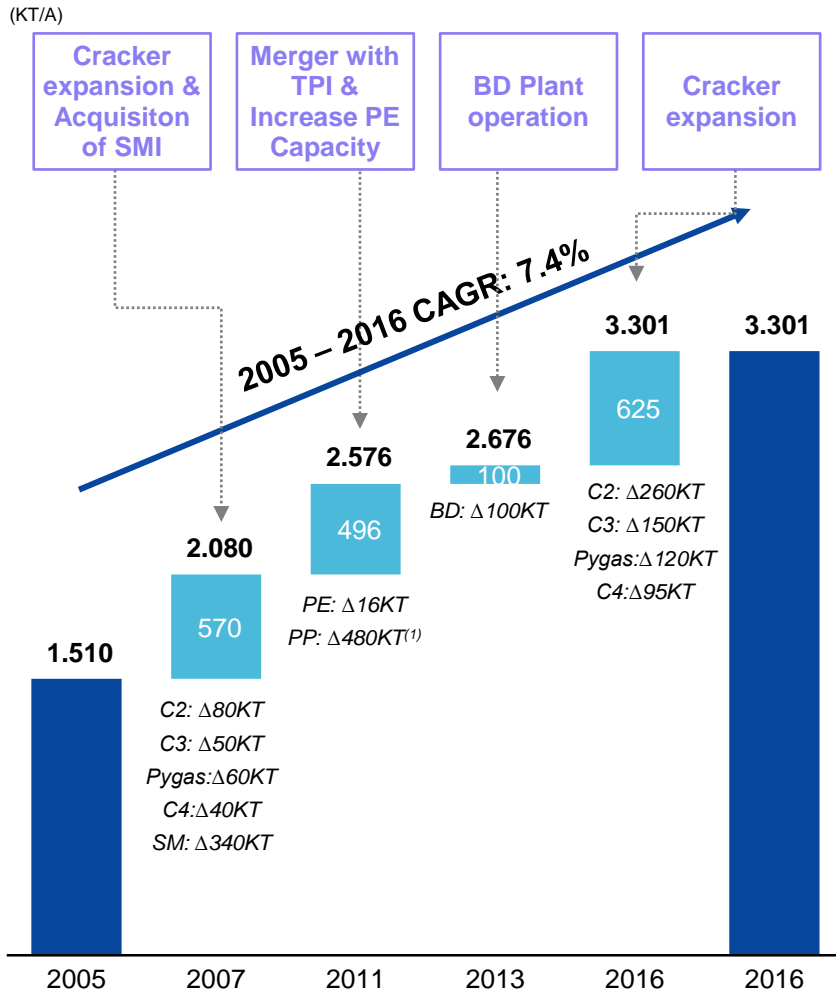 (KT/A)
Cracker
expansion &
Acquisiton
of SMI
Merger with
TPI &
Increase PE
Capacity
BD Plant
operation
Cracker
expansion
2005 – 2016 CAGR: 7.4%
1.510
2.080
570
C2: ∆80KT
C3: ∆50KT
Pygas:∆60KT
C4:∆40KT
SM: ∆340KT
2.576
496
PE: ∆16KT
PP: ∆480KT(1)
2.676
100
BD: ∆100KT
3.301
625
C2: ∆260KT
C3: ∆150KT
Pygas:∆120KT
C4:∆95KT
3.301
2005
2007
2011
2013
2016
2016